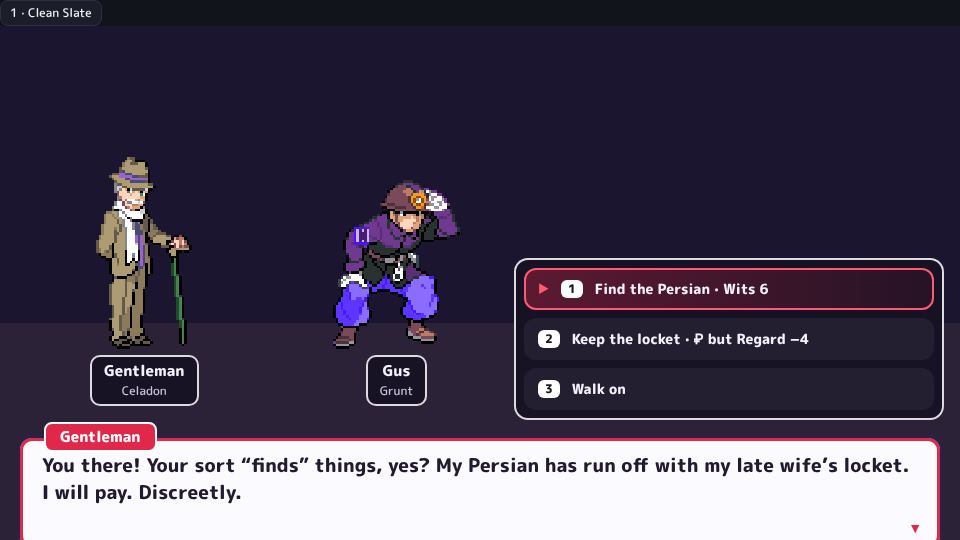 1 · Clean Slate
Gentleman
Celadon
Gus
Grunt
1 Find the Persian · Wits 6
2 Keep the locket · ₽ but Regard −4
3 Walk on
Gentleman
You there! Your sort “finds” things, yes? My Persian has run off with my late wife’s locket.
I will pay. Discreetly.